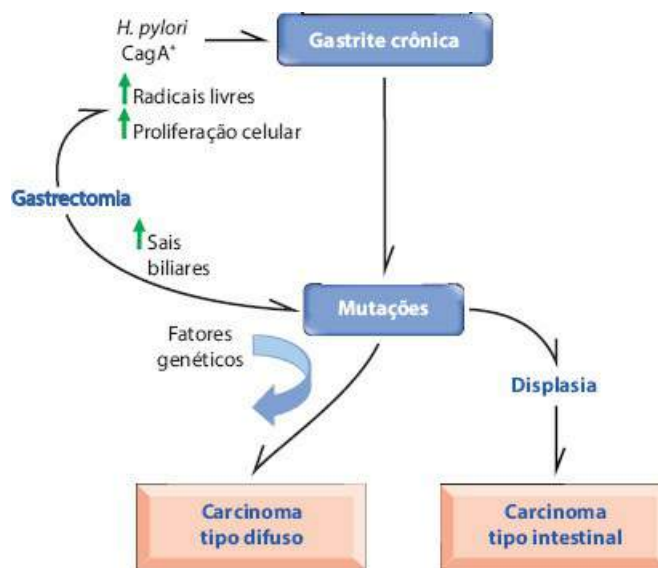 H. pylori
CagA⁺
Gastrite crônica
Radicais livres
Proliferação celular
Gastrectomia
Sais
biliares
Mutações
Fatores
genéticos
Displasia
Carcinoma
tipo difuso
Carcinoma
tipo intestinal